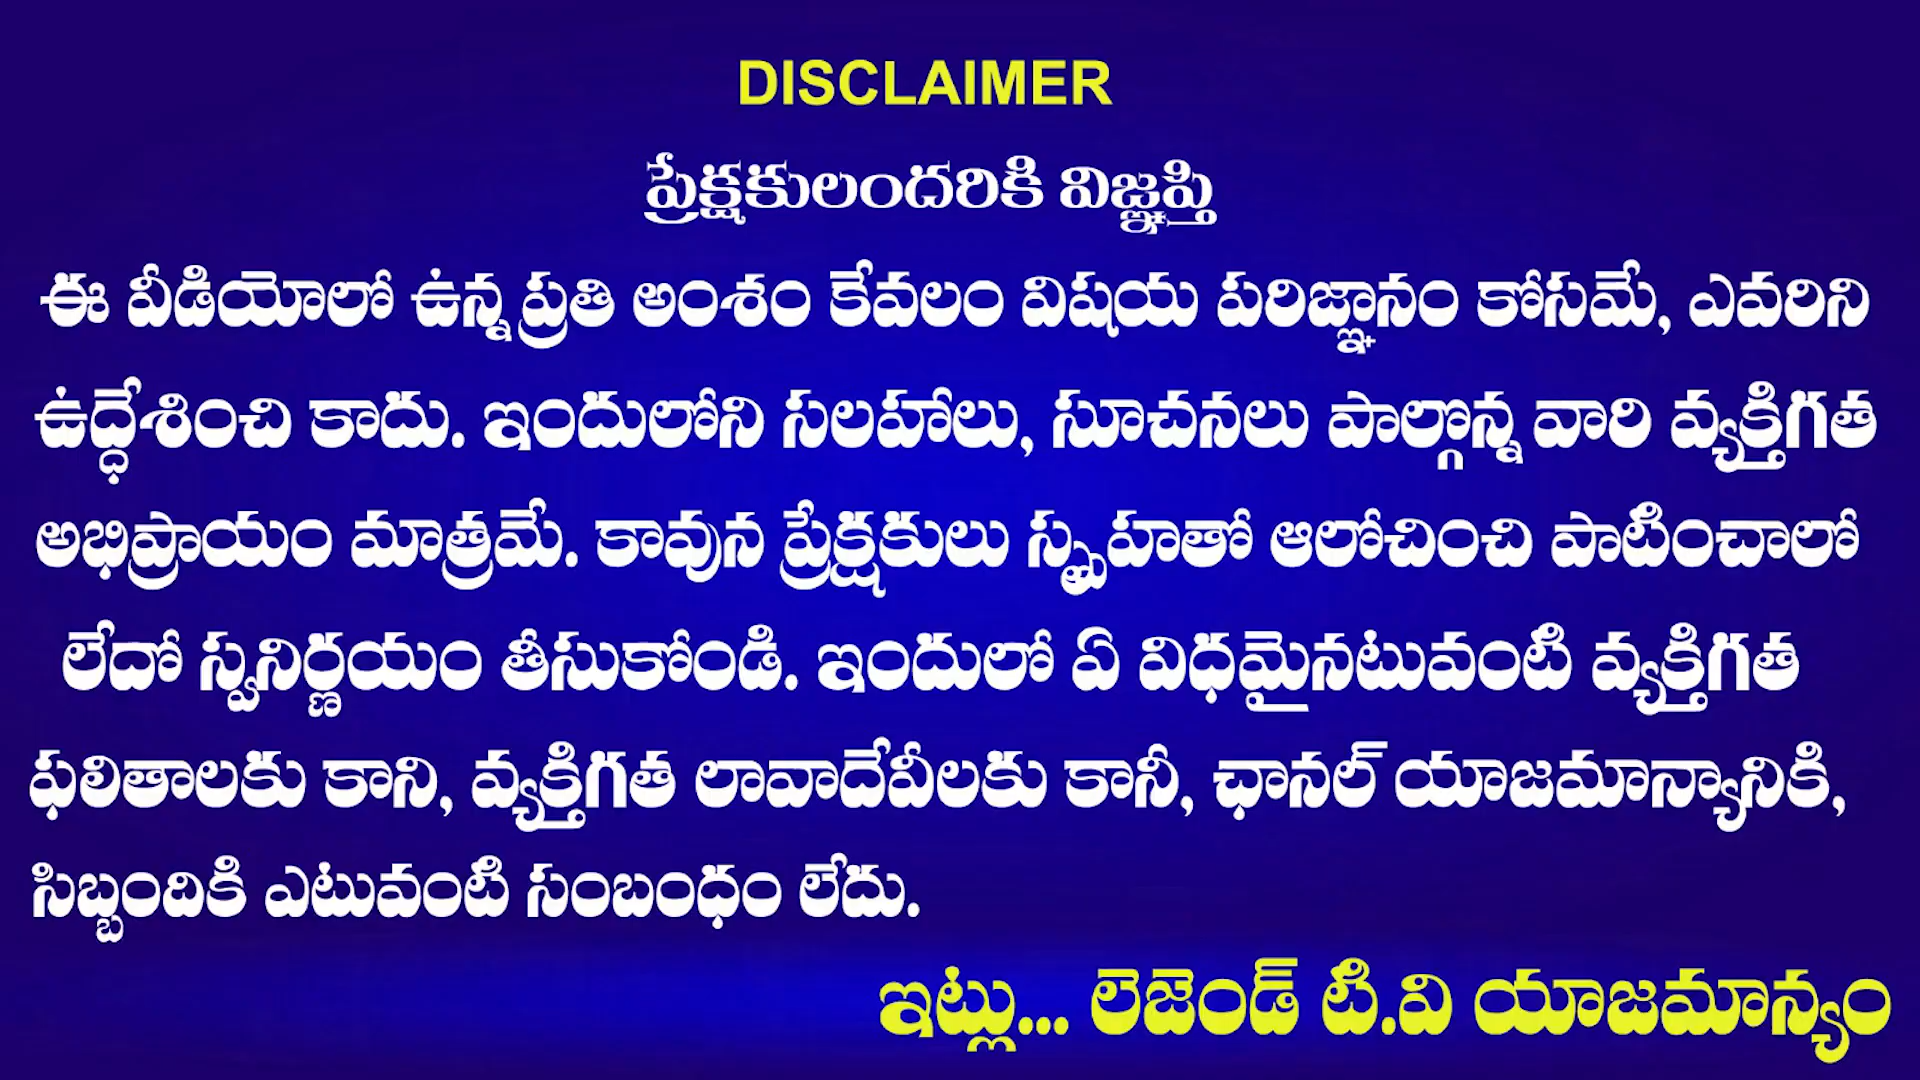 DISCLAIMER
ప్రేక్షకులందరికి విజ్ఞప్తి
ఈ వీడియోలో ఉన్న ప్రతి అంశం కేవలం విషయ పరిజ్ఞానం కోసమే, ఎవరిని
ఉద్ధేశించి కాదు. ఇందులోని సలహాలు, సూచనలు పాల్గొన్న వారి వ్యక్తిగత
అభిప్రాయం మాత్రమే. కావున ప్రేక్షకులు స్పృహతో ఆలోచించి పాటించాలో
లేదో స్వనిర్ణయం తీసుకోండి. ఇందులో ఏ విధమైనటువంటి వ్యక్తిగత
ఫలితాలకు కాని, వ్యక్తిగత లావాదేవీలకు కానీ, ఛానల్ యాజమాన్యానికి,
సిబ్బందికి ఎటువంటి సంబంధం లేదు.
ఇట్లు... లెజెండ్ టి.వి యాజమాన్యం